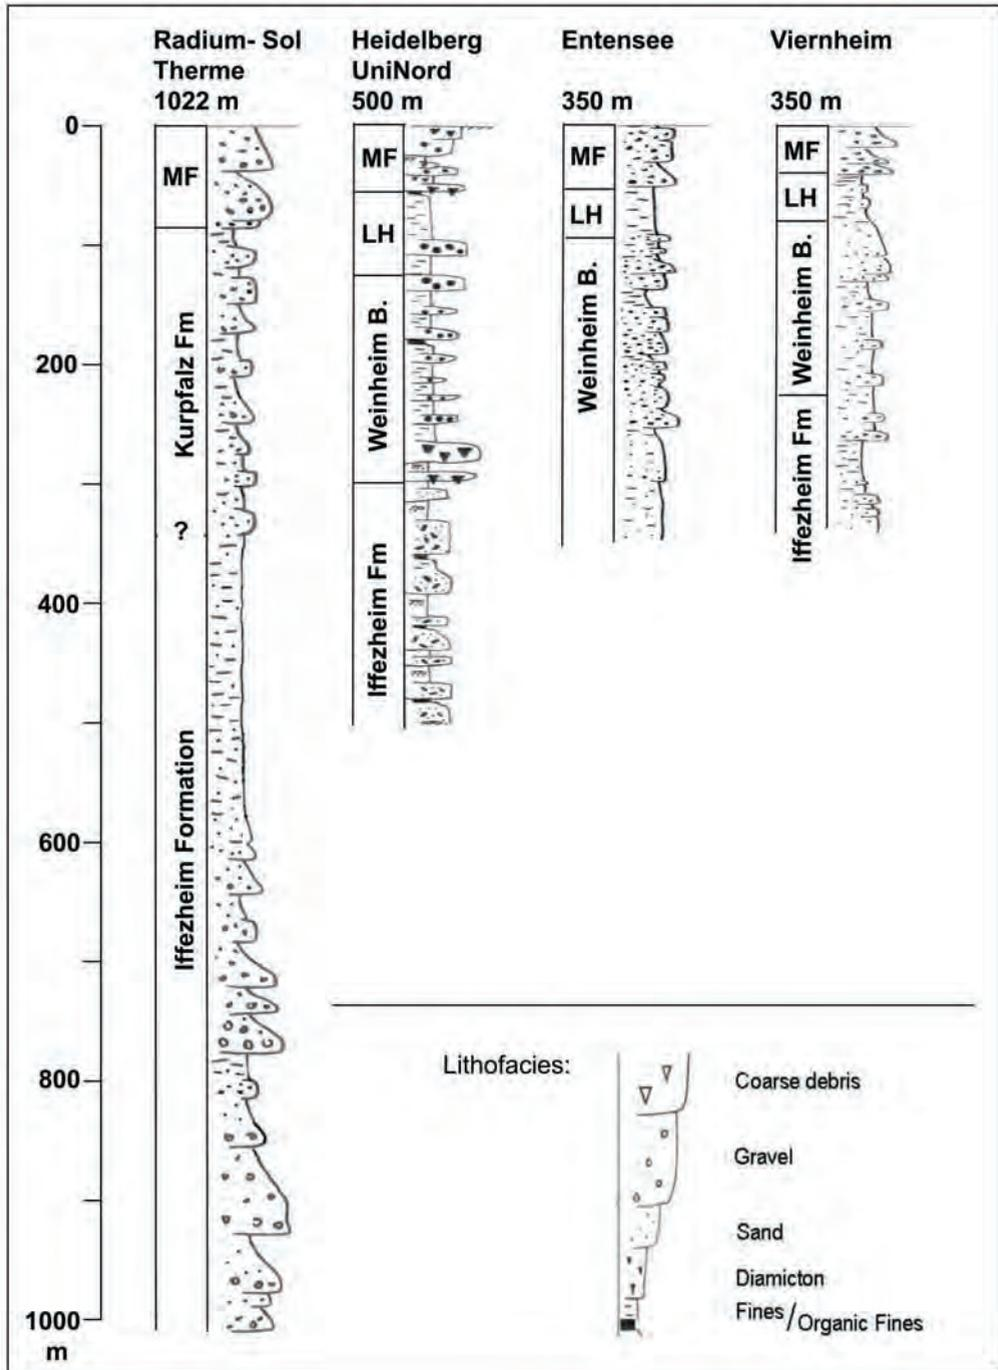 Radium- Sol
Therme
1022 m
Heidelberg
UniNord
500 m
Entensee
350 m
Viernheim
350 m
0
200
400
600
800
1000
m
MF
Kurpfalz Fm
?
Iffezheim Formation
MF
LH
Weinheim B.
Iffezheim Fm
MF
LH
Weinheim B.
MF
LH
Weinheim B.
Iffezheim Fm
Lithofacies:
Coarse debris
Gravel
Sand
Diamicton
Fines / Organic Fines